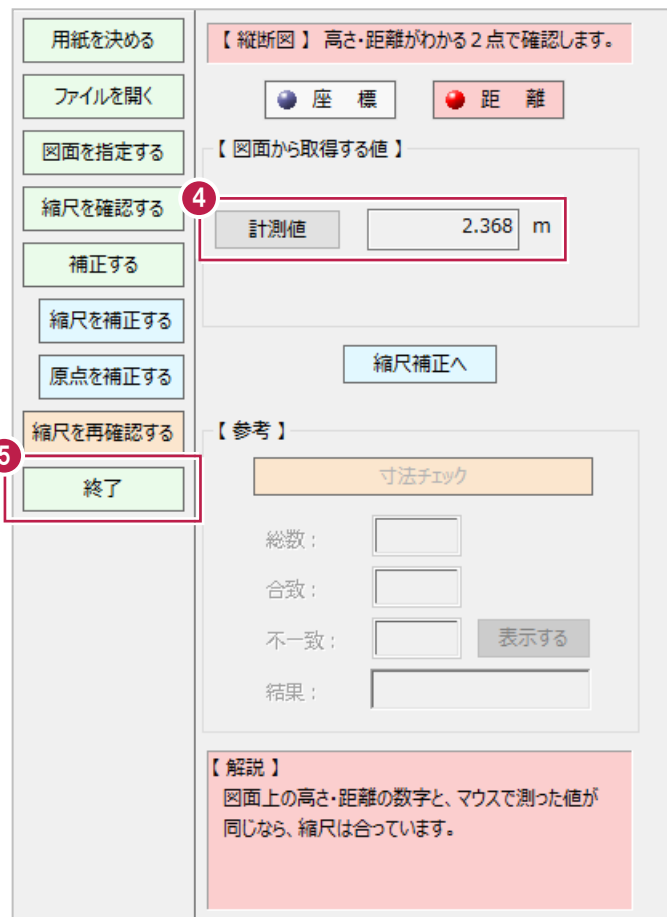 用紙を決める
ファイルを開く
図面を指定する
縮尺を確認する
補正する
縮尺を補正する
原点を補正する
縮尺を再確認する
5
終了
【 縦断図 】 高さ・距離がわかる2点で確認します。
座 標
距 離
【 図面から取得する値 】
4
計測値 2.368 m
縮尺補正へ
【 参考 】
寸法チェック
総数 :
合致 :
不一致 : 表示する
結果 :
【 解説 】
図面上の高さ・距離の数字と、マウスで測った値が
同じなら、縮尺は合っています。